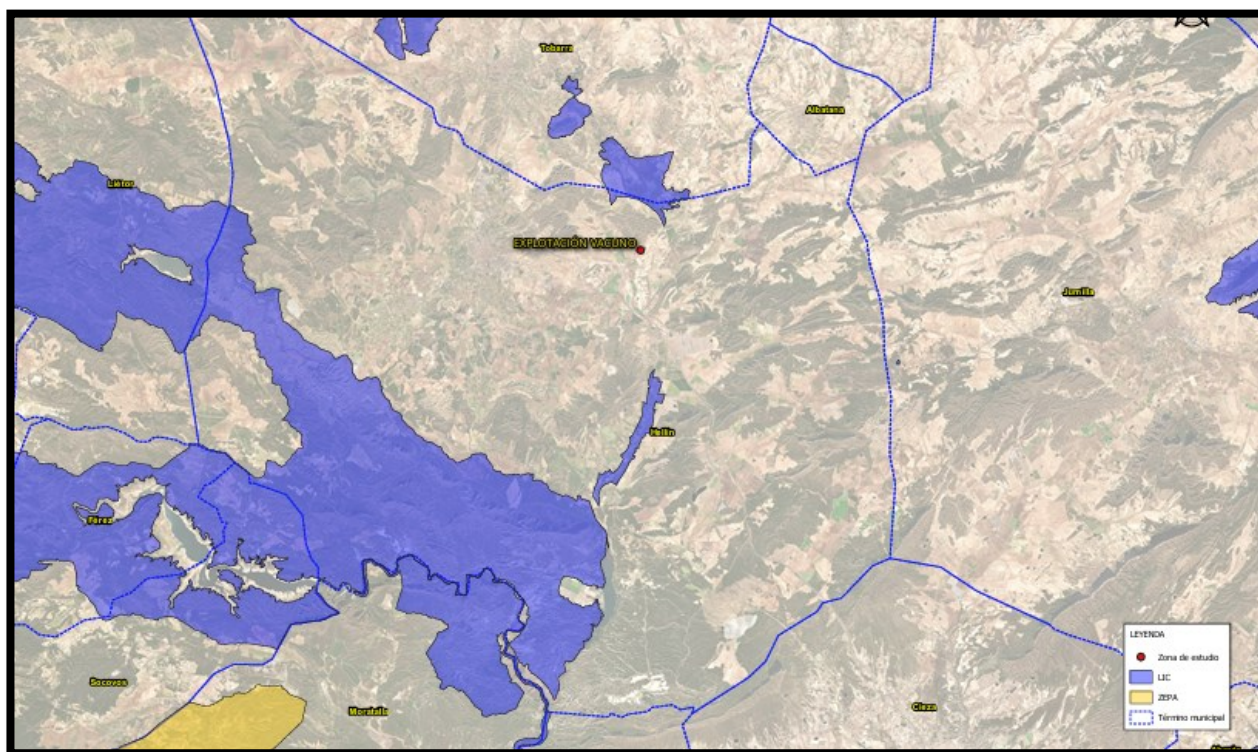 Tobarra
Albatana
Liétor
EXPLOTACIÓN VACUNO
Jumilla
Hellín
Férez
Socovos
Moratalla
Cieza
LEYENDA
Zona de estudio
LIC
ZEPA
Término municipal